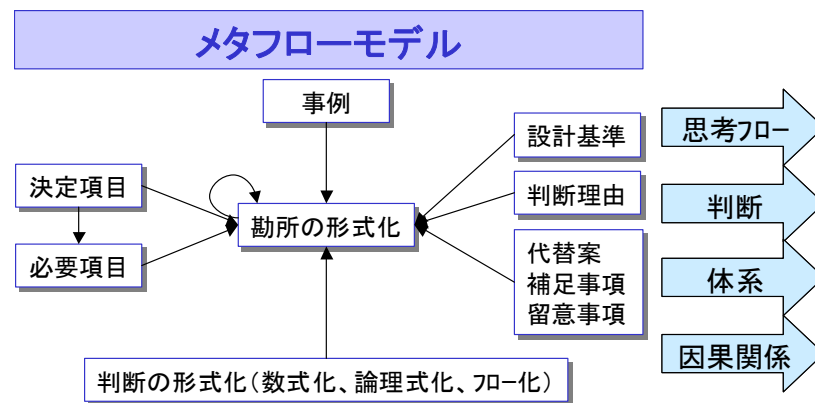 メタフローモデル
事例
設計基準
思考フロー
決定項目
判断理由
判断
勘所の形式化
必要項目
代替案
補足事項
留意事項
体系
因果関係
判断の形式化(数式化、論理式化、フロー化)